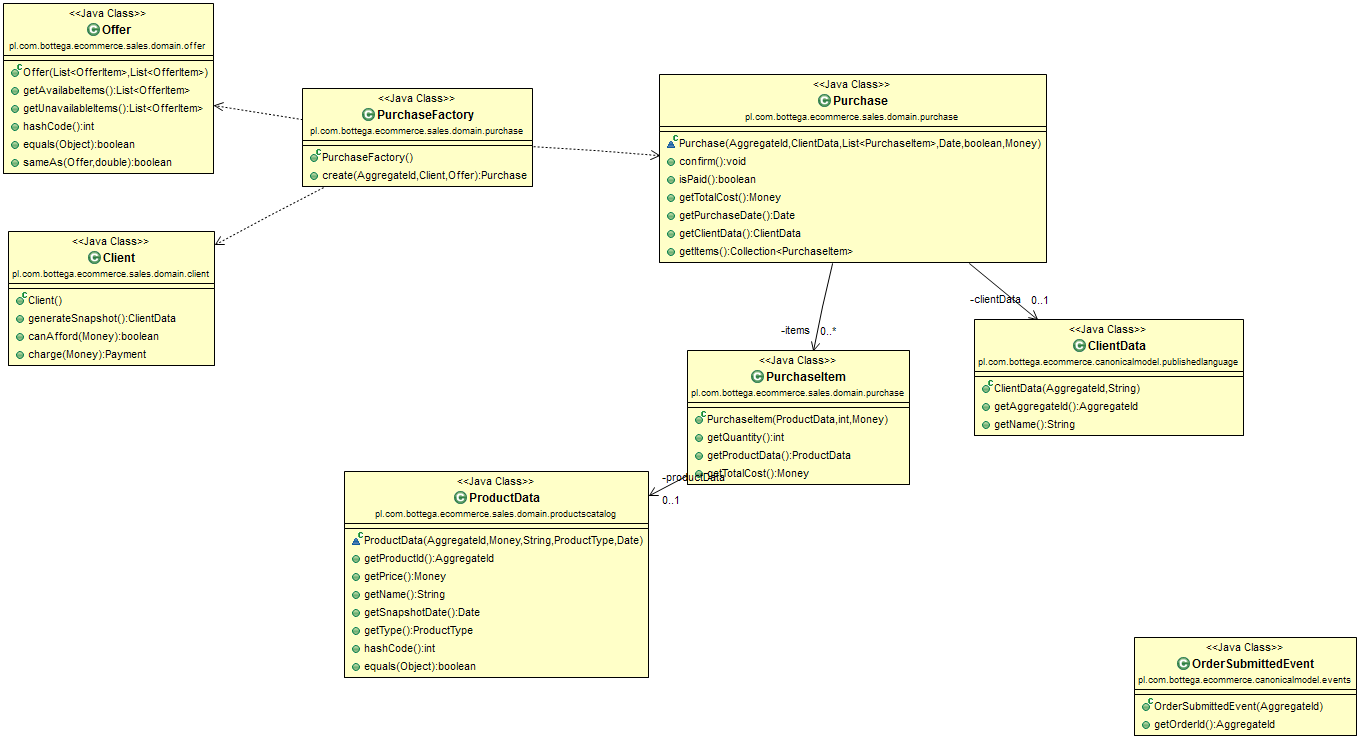 <<Java Class>>
Offer
pl.com.bottega.ecommerce.sales.domain.offer
Offer(List<OfferItem>,List<OfferItem>)
getAvailabeItems():List<OfferItem>
getUnavailableItems():List<OfferItem>
hashCode():int
equals(Object):boolean
sameAs(Offer,double):boolean
<<Java Class>>
PurchaseFactory
pl.com.bottega.ecommerce.sales.domain.purchase
PurchaseFactory()
create(AggregateId,Client,Offer):Purchase
<<Java Class>>
Purchase
pl.com.bottega.ecommerce.sales.domain.purchase
Purchase(AggregateId,ClientData,List<PurchaseItem>,Date,boolean,Money)
confirm():void
isPaid():boolean
getTotalCost():Money
getPurchaseDate():Date
getClientData():ClientData
getItems():Collection<PurchaseItem>
<<Java Class>>
Client
pl.com.bottega.ecommerce.sales.domain.client
Client()
generateSnapshot():ClientData
canAfford(Money):boolean
charge(Money):Payment
-clientData 0..1
-items 0..*
<<Java Class>>
ClientData
pl.com.bottega.ecommerce.canonicalmodel.publishedlanguage
ClientData(AggregateId,String)
getAggregateId():AggregateId
getName():String
<<Java Class>>
PurchaseItem
pl.com.bottega.ecommerce.sales.domain.purchase
PurchaseItem(ProductData,int,Money)
getQuantity():int
getProductData():ProductData
getTotalCost():Money
-productData
0..1
<<Java Class>>
ProductData
pl.com.bottega.ecommerce.sales.domain.productscatalog
ProductData(AggregateId,Money,String,ProductType,Date)
getProductId():AggregateId
getPrice():Money
getName():String
getSnapshotDate():Date
getType():ProductType
hashCode():int
equals(Object):boolean
<<Java Class>>
OrderSubmittedEvent
pl.com.bottega.ecommerce.canonicalmodel.events
OrderSubmittedEvent(AggregateId)
getOrderId():AggregateId